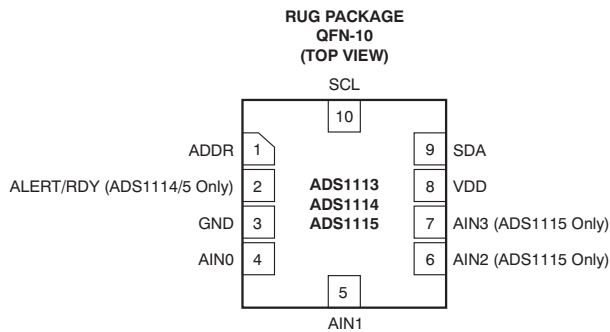 RUG PACKAGE
QFN-10
(TOP VIEW)
SCL
10
ADDR 1
9 SDA
ALERT/RDY (ADS1114/5 Only) 2
ADS1113
ADS1114
ADS1115
8 VDD
GND 3
7 AIN3 (ADS1115 Only)
AIN0 4
6 AIN2 (ADS1115 Only)
5
AIN1